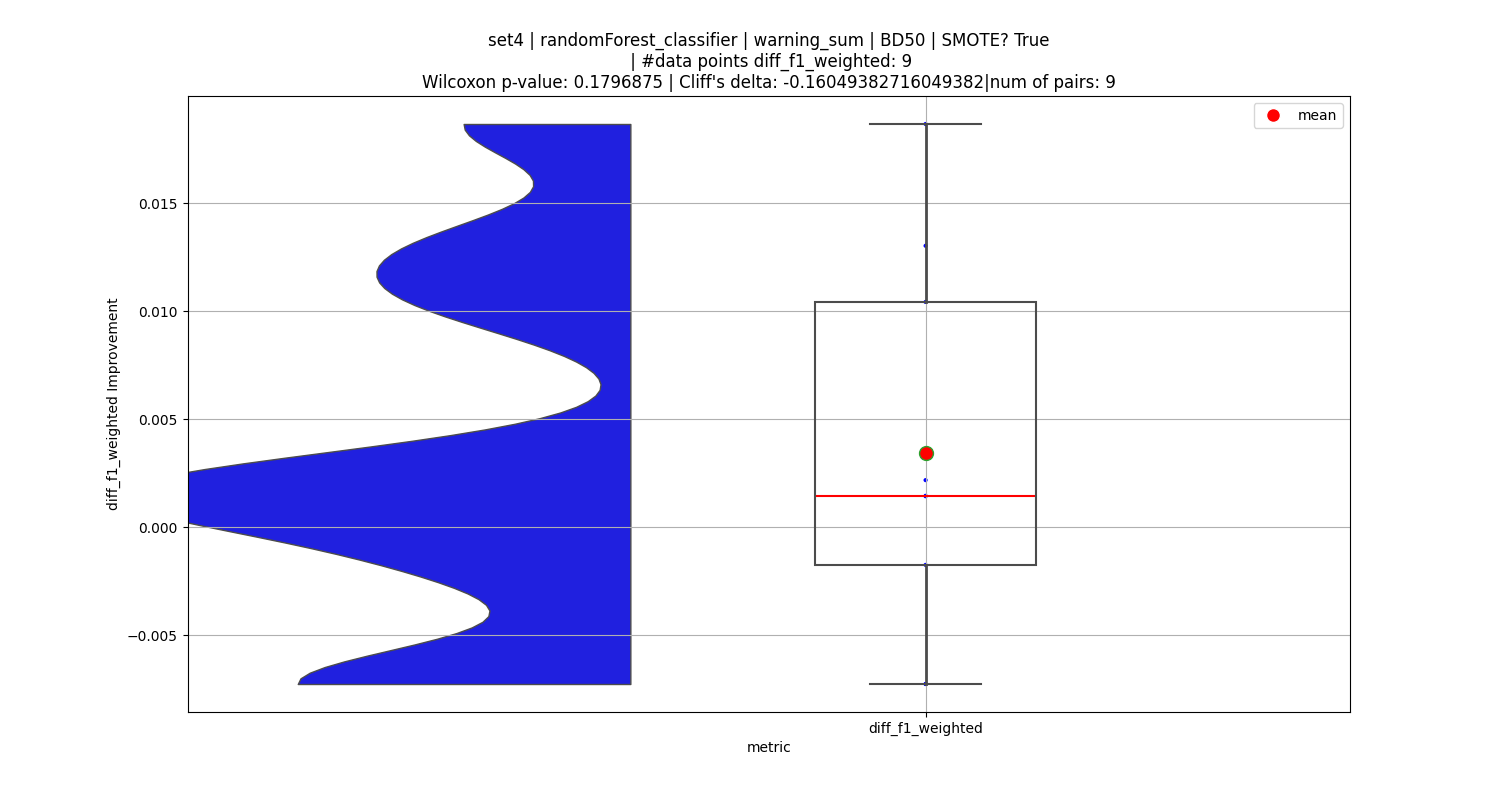 set4 | randomForest_classifier | warning_sum | BD50 | SMOTE? True
| #data points diff_f1_weighted: 9
Wilcoxon p-value: 0.1796875 | Cliff's delta: -0.16049382716049382|num of pairs: 9
mean
0.015
0.010
0.005
0.000
−0.005
diff_f1_weighted Improvement
diff_f1_weighted
metric